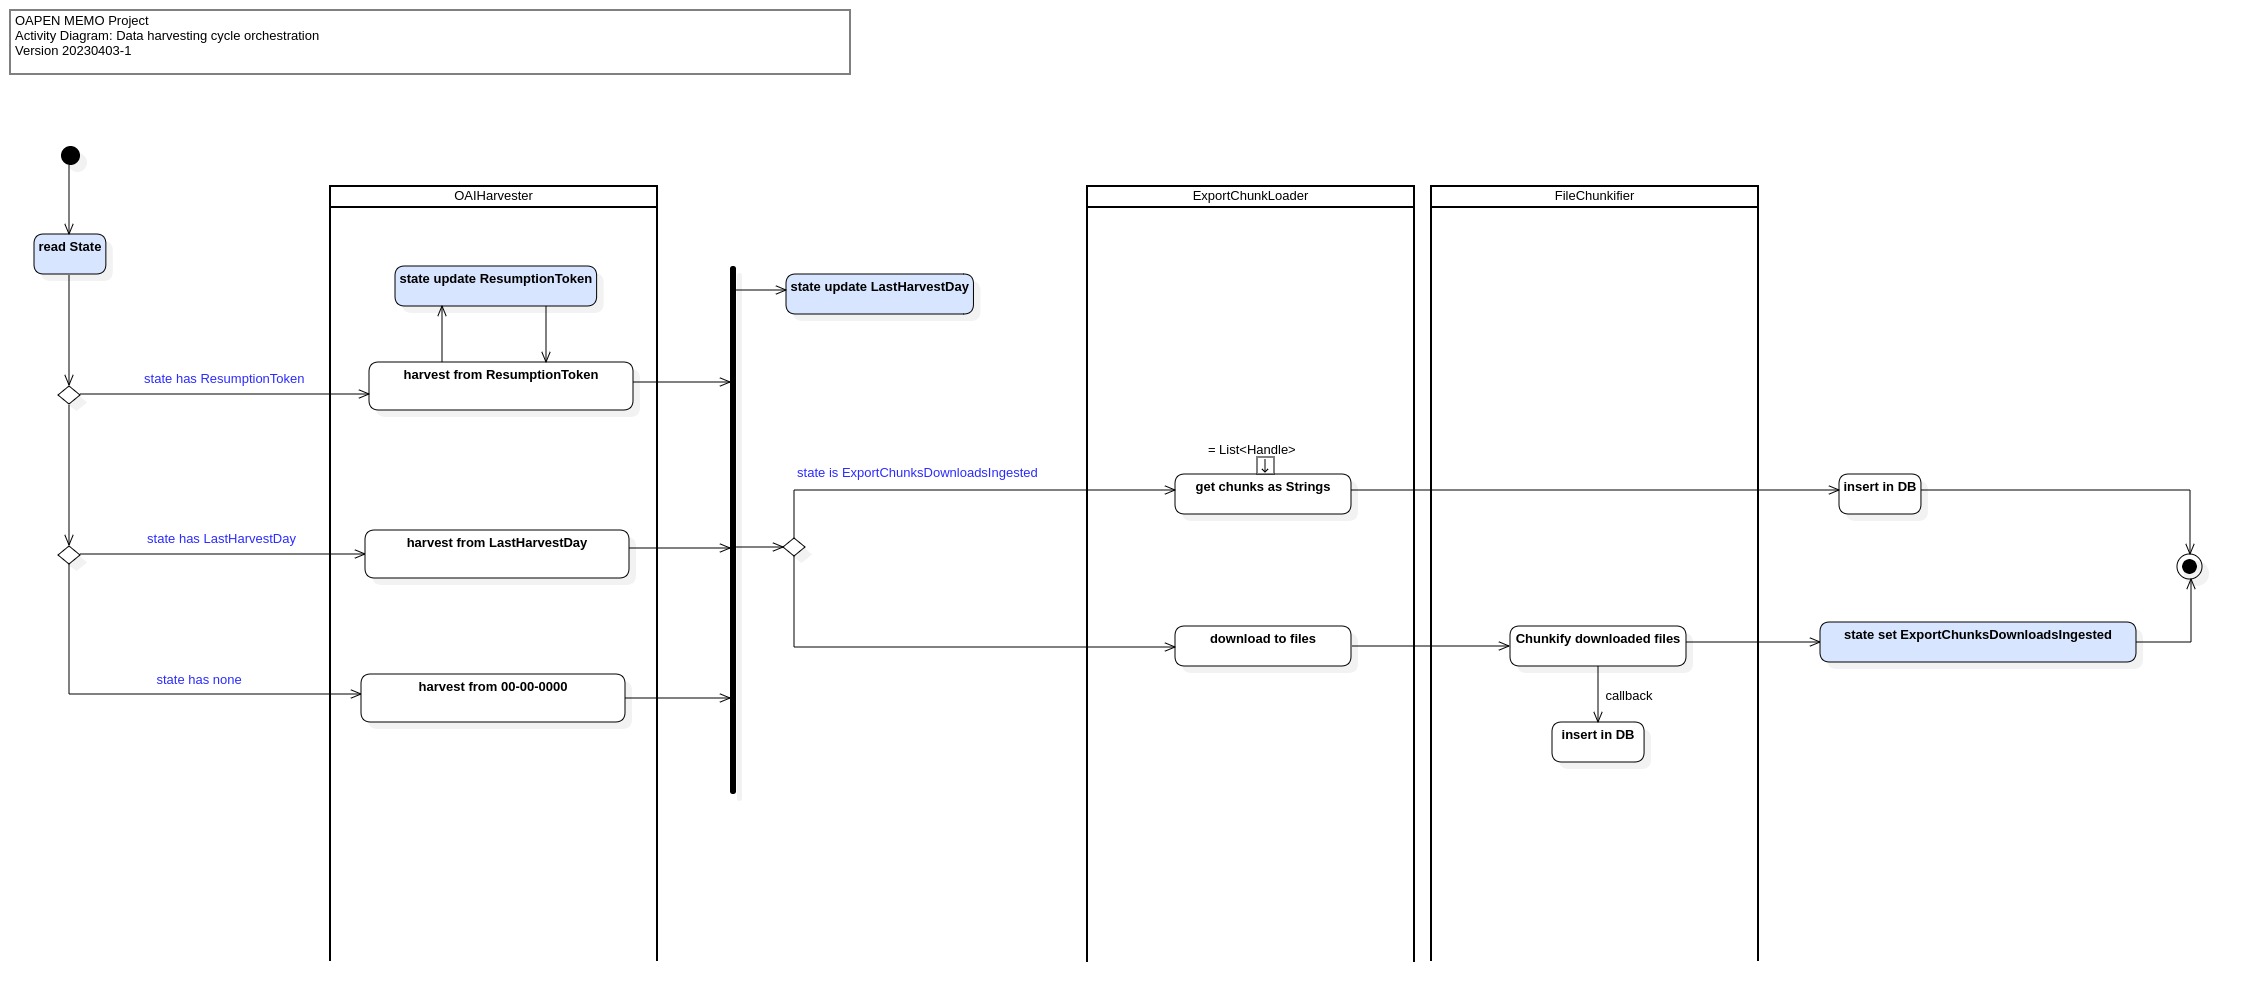 OAPEN MEMO Project
Activity Diagram: Data harvesting cycle orchestration
Version 20230403-1
OAIHarvester
ExportChunkLoader
FileChunkifier
read State
state update ResumptionToken
state update LastHarvestDay
state has ResumptionToken
harvest from ResumptionToken
= List<Handle>
state is ExportChunksDownloadsIngested
get chunks as Strings
insert in DB
state has LastHarvestDay
harvest from LastHarvestDay
download to files
Chunkify downloaded files
state set ExportChunksDownloadsIngested
state has none
harvest from 00-00-0000
callback
insert in DB